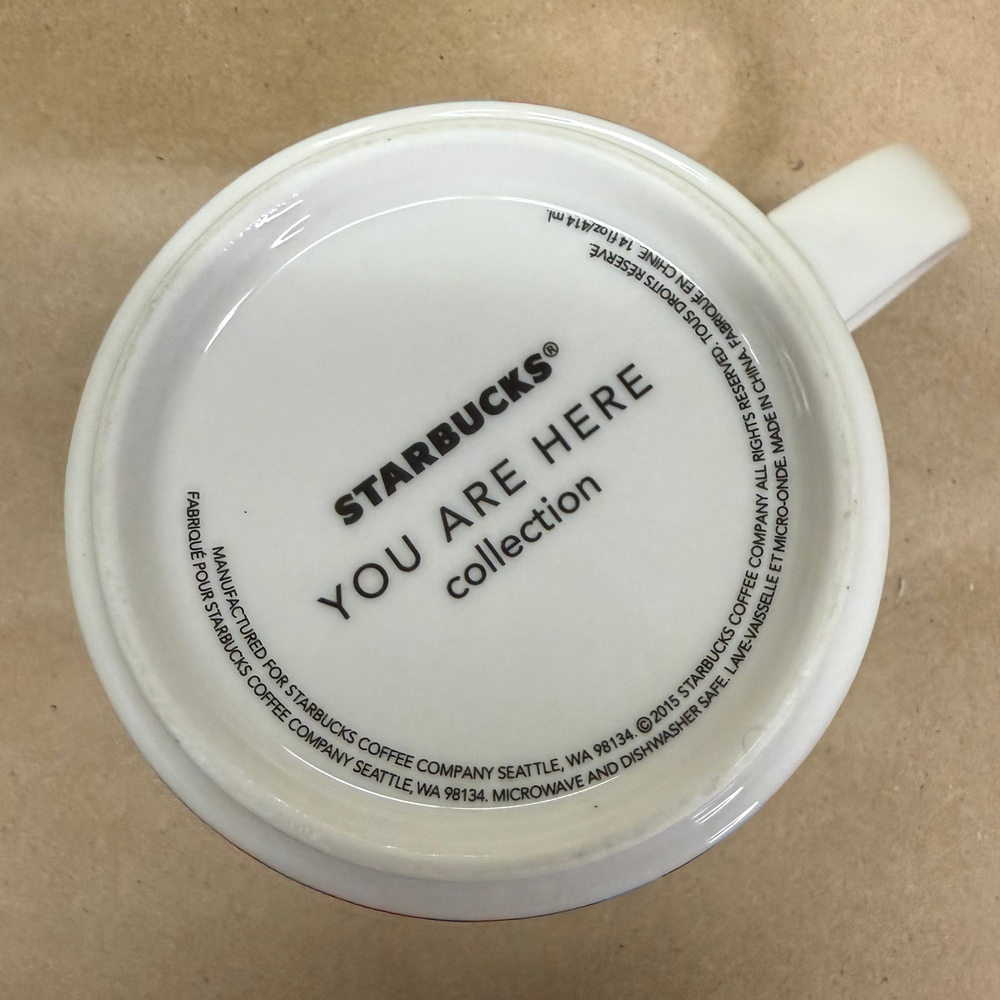 STARBUCKS®
YOU ARE HERE
collection
MANUFACTURED FOR STARBUCKS COFFEE COMPANY SEATTLE, WA 98134. ©2015 STARBUCKS COFFEE COMPANY ALL RIGHTS RESERVED. TOUS DROITS RÉSERVÉ
FABRIQUÉ POUR STARBUCKS COFFEE COMPANY SEATTLE, WA 98134. MICROWAVE AND DISHWASHER SAFE. LAVE-VAISSELLE ET MICRO-ONDE. MADE IN CHINA. FABRIQUÉ EN CHINE. 14 fl oz/414 ml.